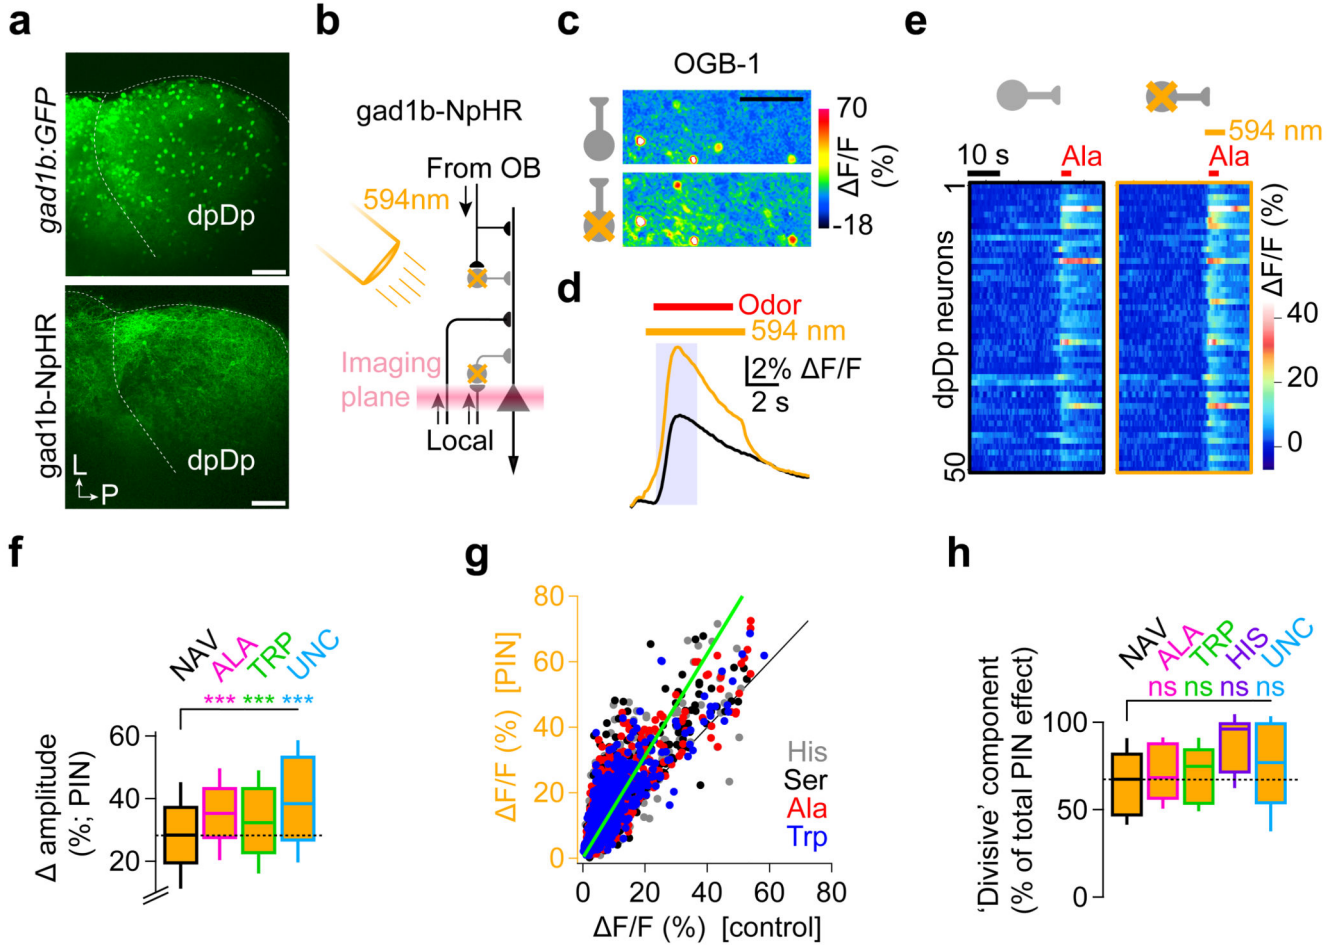 a
gad1b:GFP
dpDp
gad1b-NpHR
dpDp
L
P
b
gad1b-NpHR
From OB
594nm
Imaging
plane
Local
c
OGB-1
70
ΔF/F
(%)
-18
d
Odor
594 nm
2% ΔF/F
2 s
e
594 nm
10 s
Ala
Ala
1
dpDp neurons
50
ΔF/F (%)
40
20
0
f
NAV
ALA
TRP
UNC
*** *** ***
60
40
20
Δ amplitude
(%; PIN)
g
80
60
40
20
0
ΔF/F (%) [PIN]
His
Ser
Ala
Trp
0 20 40 60 80
ΔF/F (%) [control]
h
NAV
ALA
TRP
HIS
UNC
ns ns ns ns
100
50
0
‘Divisive’ component
(% of total PIN effect)